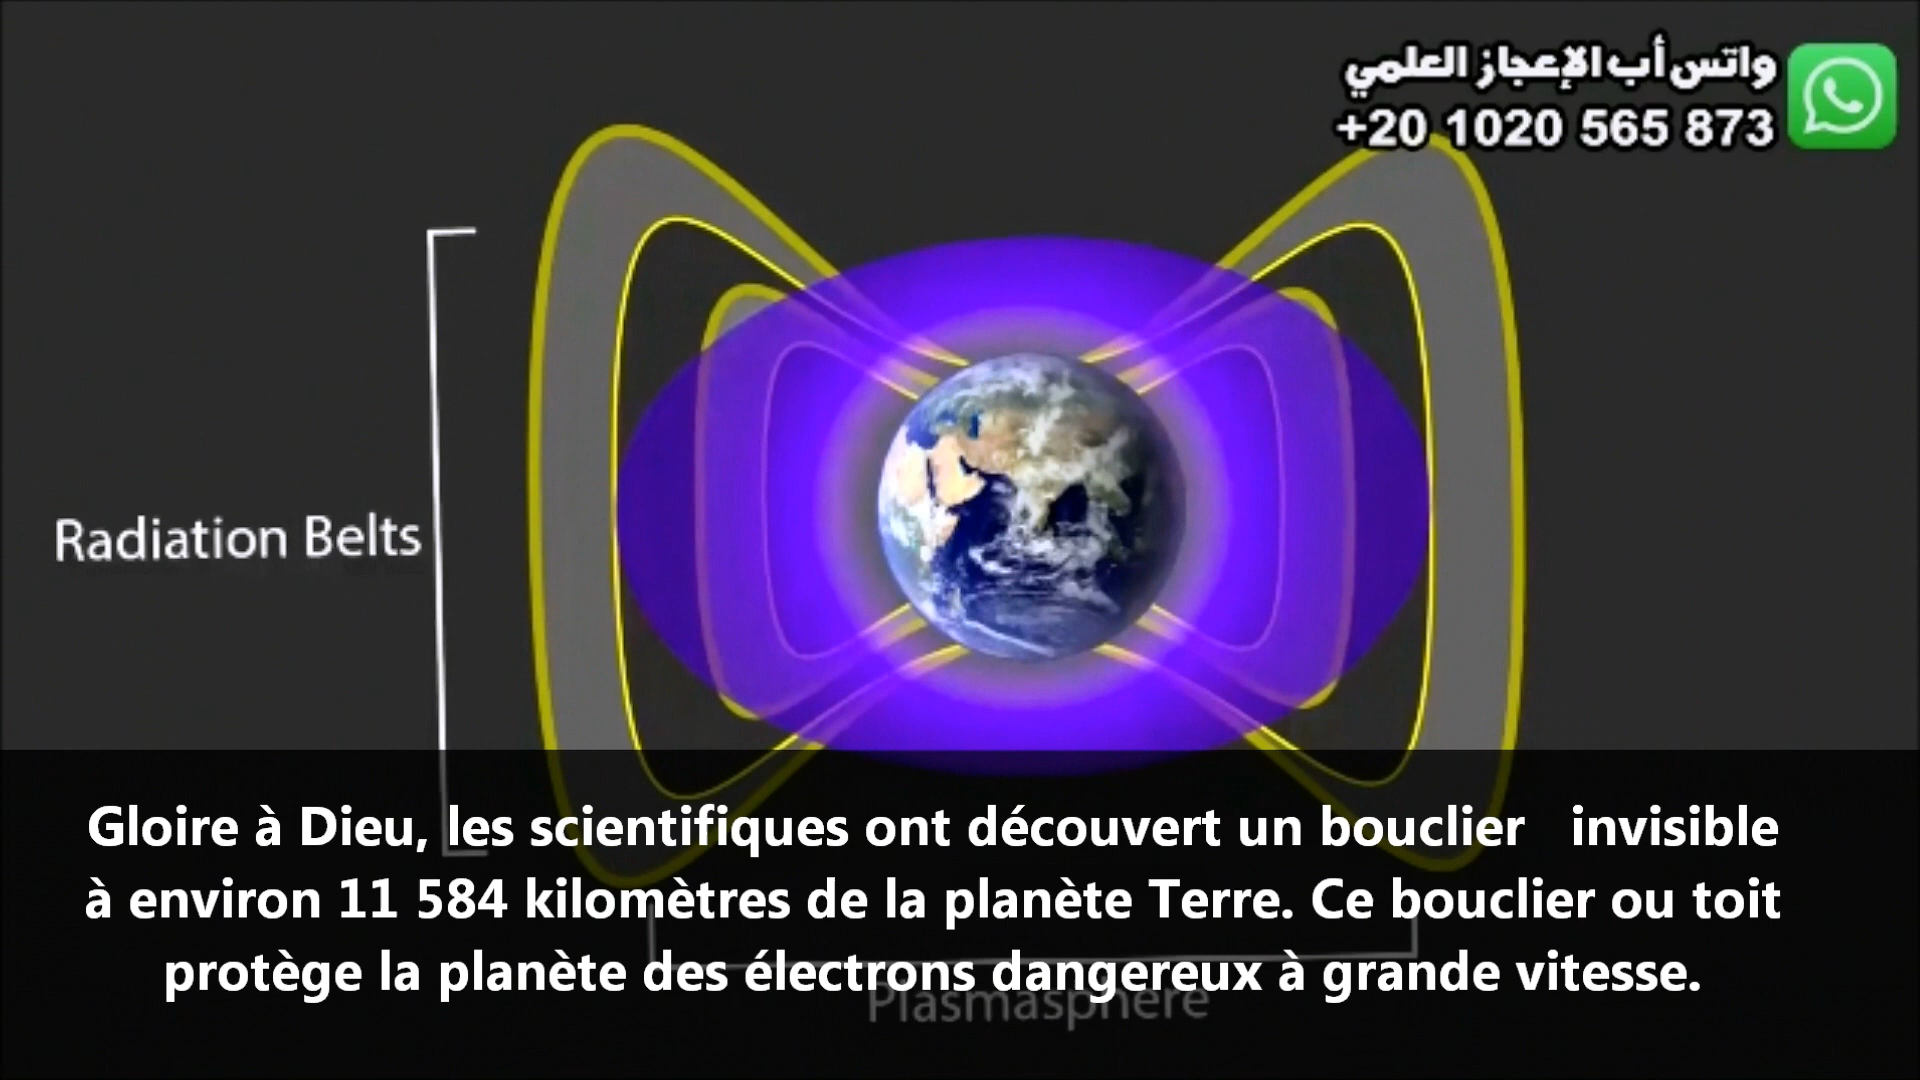 واتس أب الإعجاز العلمي
+20 1020 565 873
Radiation Belts
Gloire à Dieu, les scientifiques ont découvert un bouclier invisible
à environ 11 584 kilomètres de la planète Terre. Ce bouclier ou toit
protège la planète des électrons dangereux à grande vitesse.
Plasmasphere